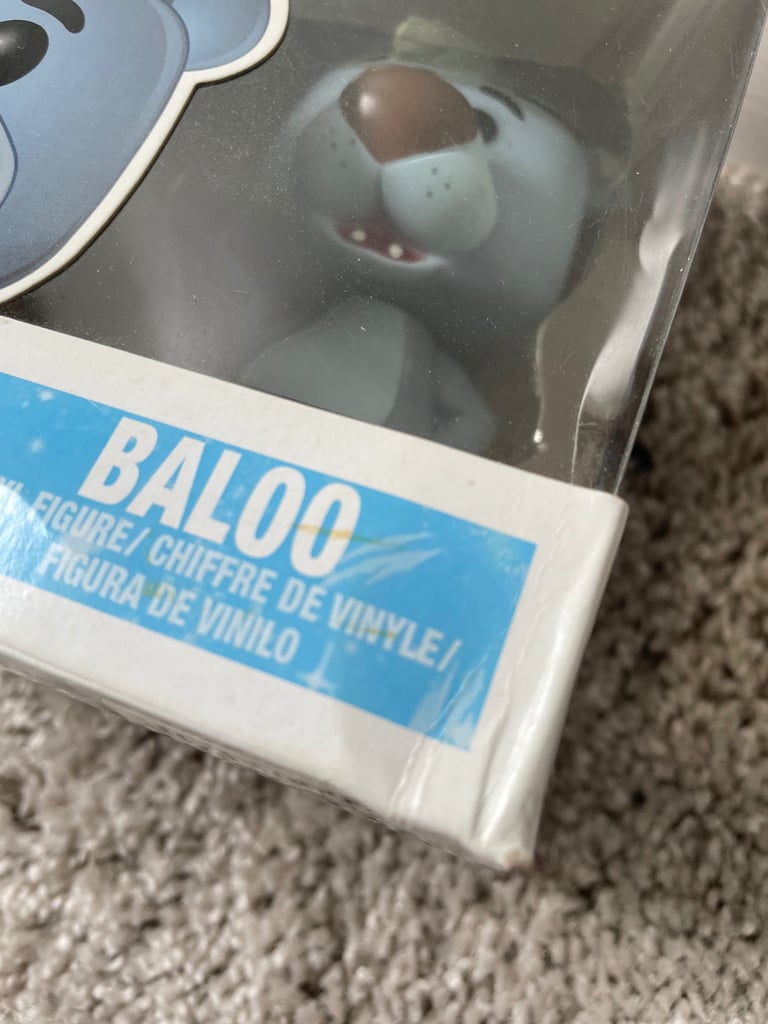 BALOO
FIGURE/CHIFFRE DE VINYLE/
FIGURA DE VINILO